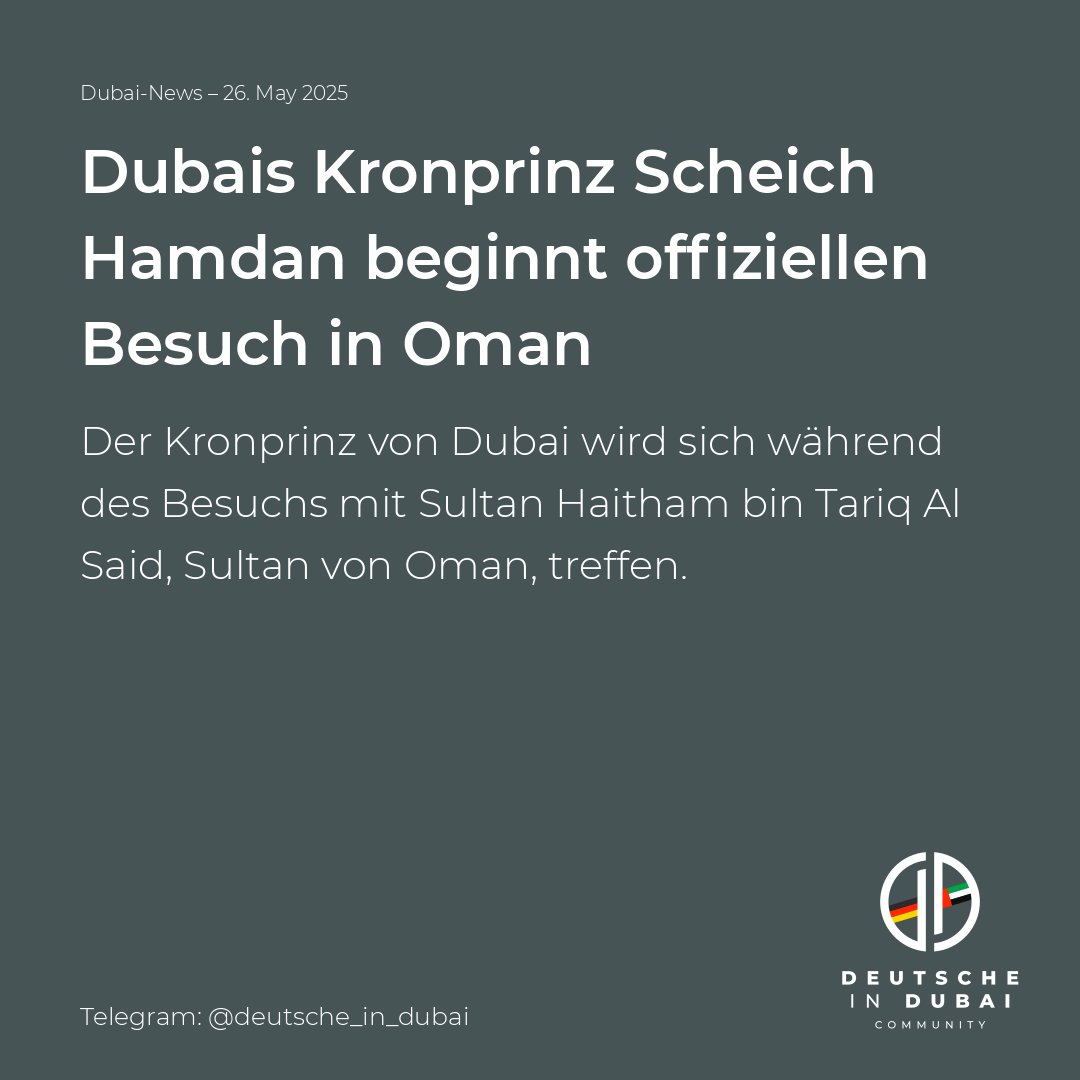 Dubai-News – 26. May 2025
Dubais Kronprinz Scheich
Hamdan beginnt offiziellen
Besuch in Oman
Der Kronprinz von Dubai wird sich während
des Besuchs mit Sultan Haitham bin Tariq Al
Said, Sultan von Oman, treffen.
DEUTSCHE
IN DUBAI
COMMUNITY
Telegram: @deutsche_in_dubai